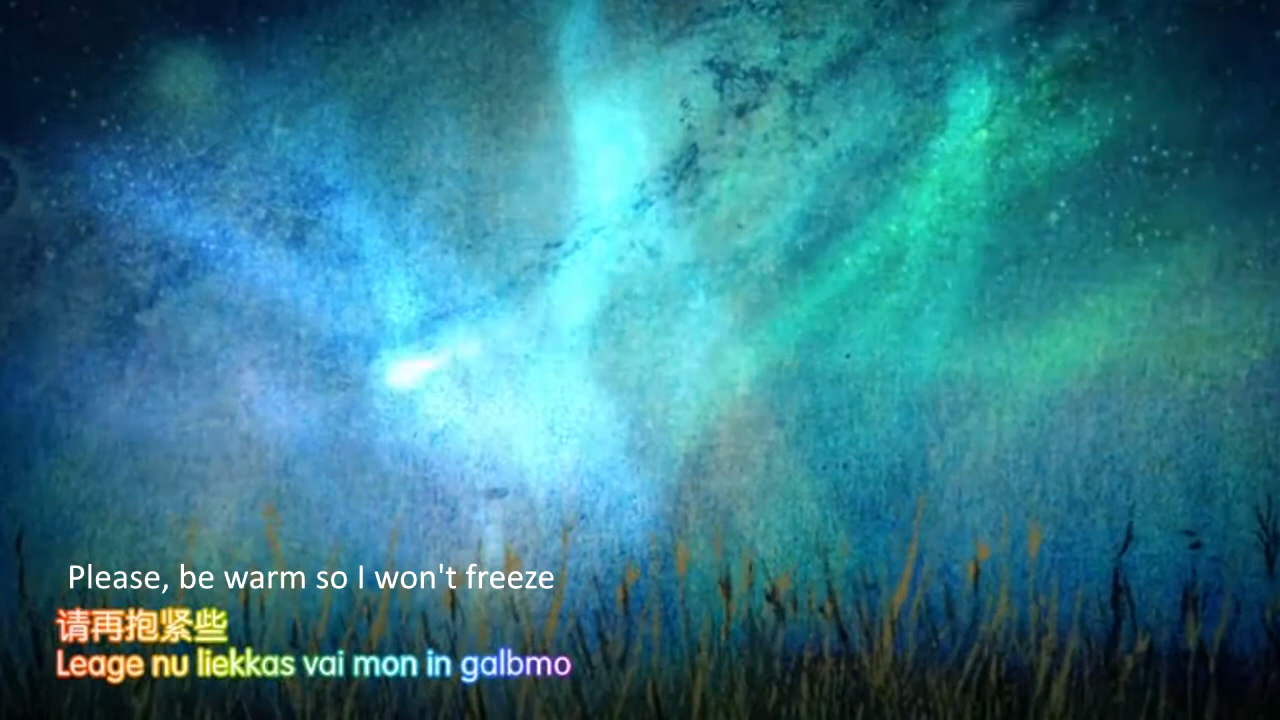 Please, be warm so I won't freeze
请再抱紧些
Leage nu liekkas vai mon in galbmo